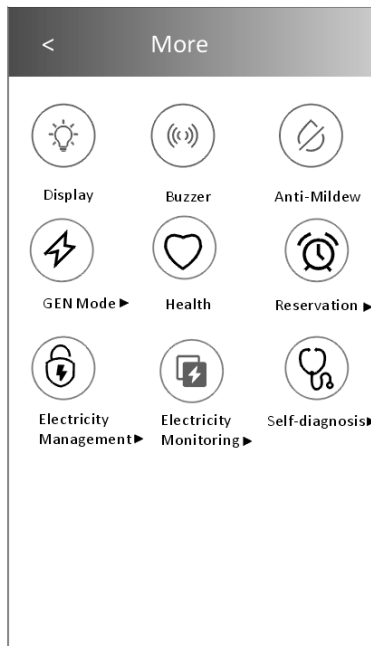 < More
Display Buzzer Anti-Mildew
GEN Mode▶ Health Reservation ▶
Electricity Electricity Self-diagnosis▶
Management▶ Monitoring▶